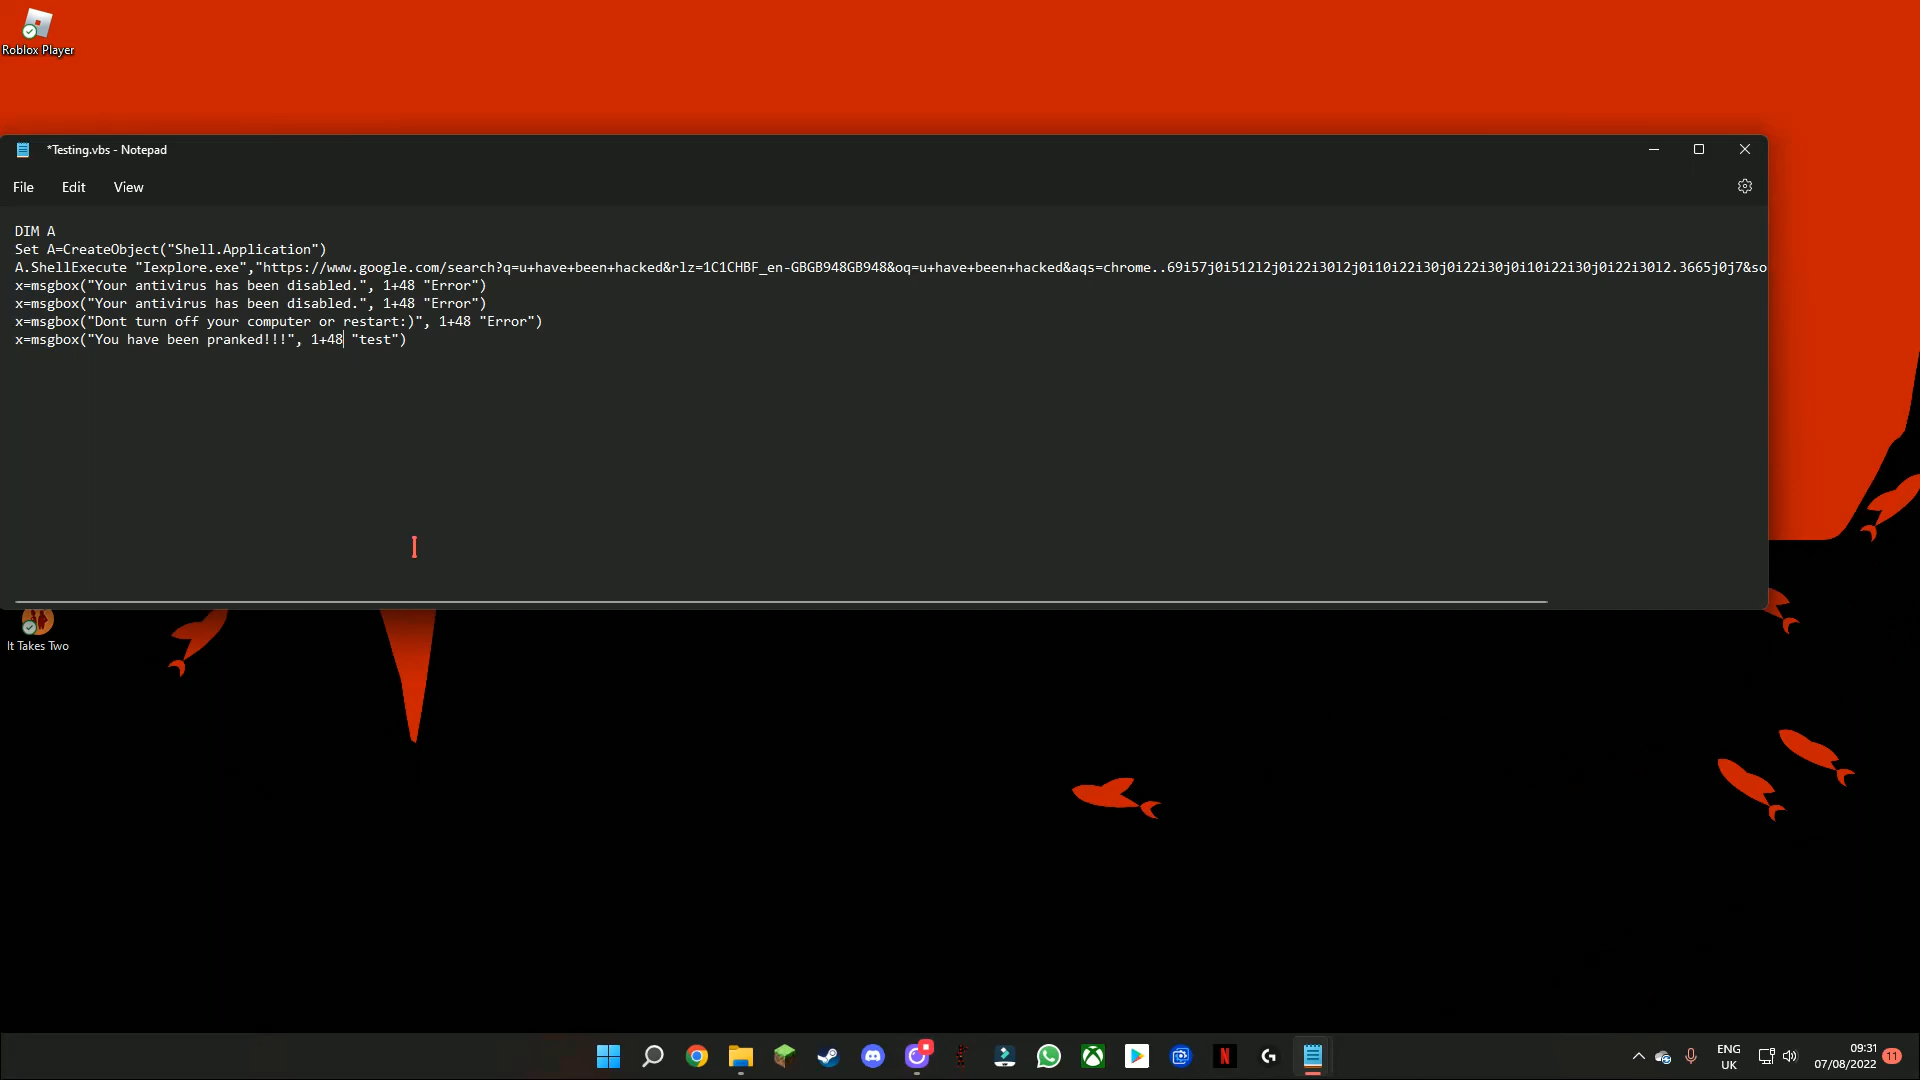 Roblox Player
*Testing.vbs - Notepad
File Edit View
DIM A
Set A=CreateObject("Shell.Application")
A.ShellExecute "Iexplore.exe","https://www.google.com/search?q=u+have+been+hacked&rlz=1C1CHBF_en-GBGB948GB948&oq=u+have+been+hacked&aqs=chrome..69i57j0i512l2j0i22i30l2j0i10i22i30j0i22i30j0i10i22i30j0i22i30l2.3665j0j7&so
x=msgbox("Your antivirus has been disabled.", 1+48 "Error")
x=msgbox("Your antivirus has been disabled.", 1+48 "Error")
x=msgbox("Dont turn off your computer or restart:)", 1+48 "Error")
x=msgbox("You have been pranked!!!", 1+48 "test")
It Takes Two
ENG
UK
09:31
07/08/2022
11